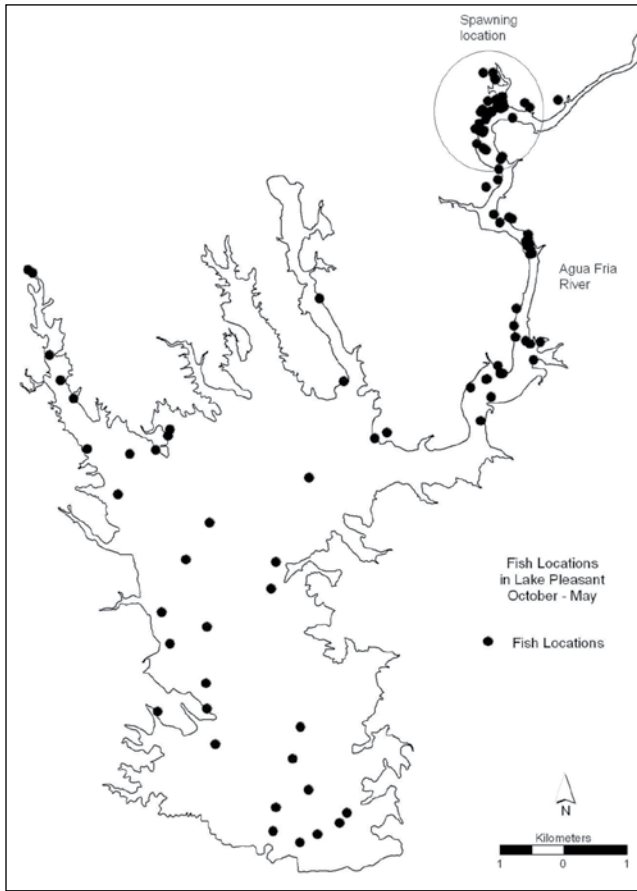 Spawning
location
Agua Fria
River
Fish Locations
in Lake Pleasant
October - May
Fish Locations
N
Kilometers
1 0 1